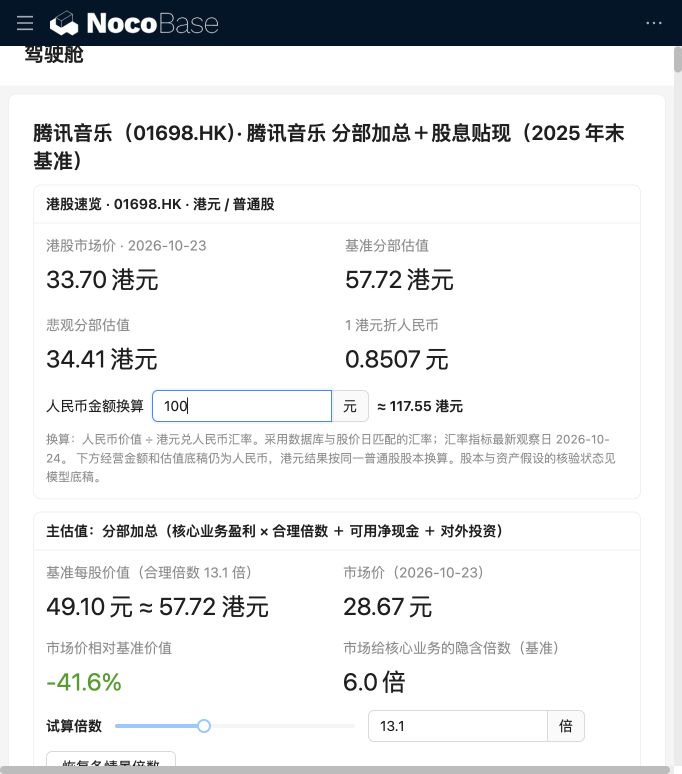 NocoBase
驾驶舱
腾讯音乐（01698.HK）· 腾讯音乐 分部加总＋股息贴现（2025 年末
基准）
港股速览 · 01698.HK · 港元 / 普通股
港股市场价 · 2026-10-23
基准分部估值
33.70 港元
57.72 港元
悲观分部估值
1 港元折人民币
34.41 港元
0.8507 元
人民币金额换算 100 元 ≈ 117.55 港元
换算：人民币价值 ÷ 港元兑人民币汇率。采用数据库与股价日匹配的汇率；汇率指标最新观察日 2026-10-
24。 下方经营金额和估值底稿仍为人民币，港元结果按同一普通股股本换算。股本与资产假设的核验状态见
模型底稿。
主估值：分部加总（核心业务盈利 × 合理倍数 ＋ 可用净现金 ＋ 对外投资）
基准每股价值（合理倍数 13.1 倍）
市场价（2026-10-23）
49.10 元 ≈ 57.72 港元
28.67 元
市场价相对基准价值
市场给核心业务的隐含倍数（基准）
-41.6%
6.0 倍
试算倍数 13.1 倍
恢复各情景倍数